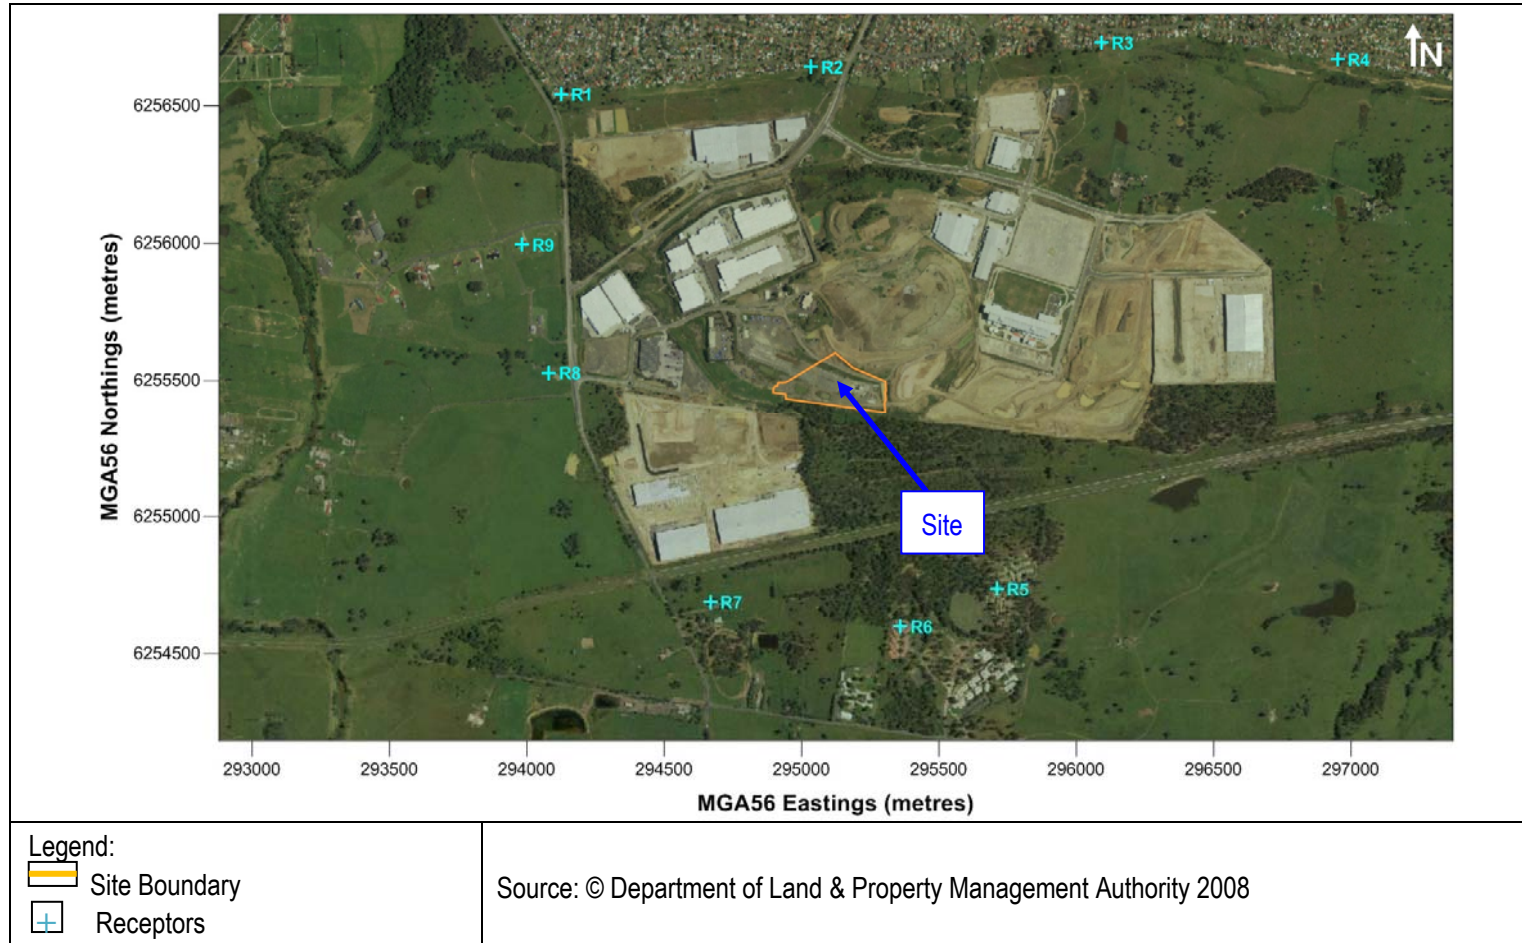 N
R1
R2
R3
R4
R9
R8
Site
R7
R6
R5
MGA56 Northings (metres)
6256500
6256000
6255500
6255000
6254500
293000 293500 294000 294500 295000 295500 296000 296500 297000
MGA56 Eastings (metres)
Legend:
Site Boundary
Receptors
Source: © Department of Land & Property Management Authority 2008